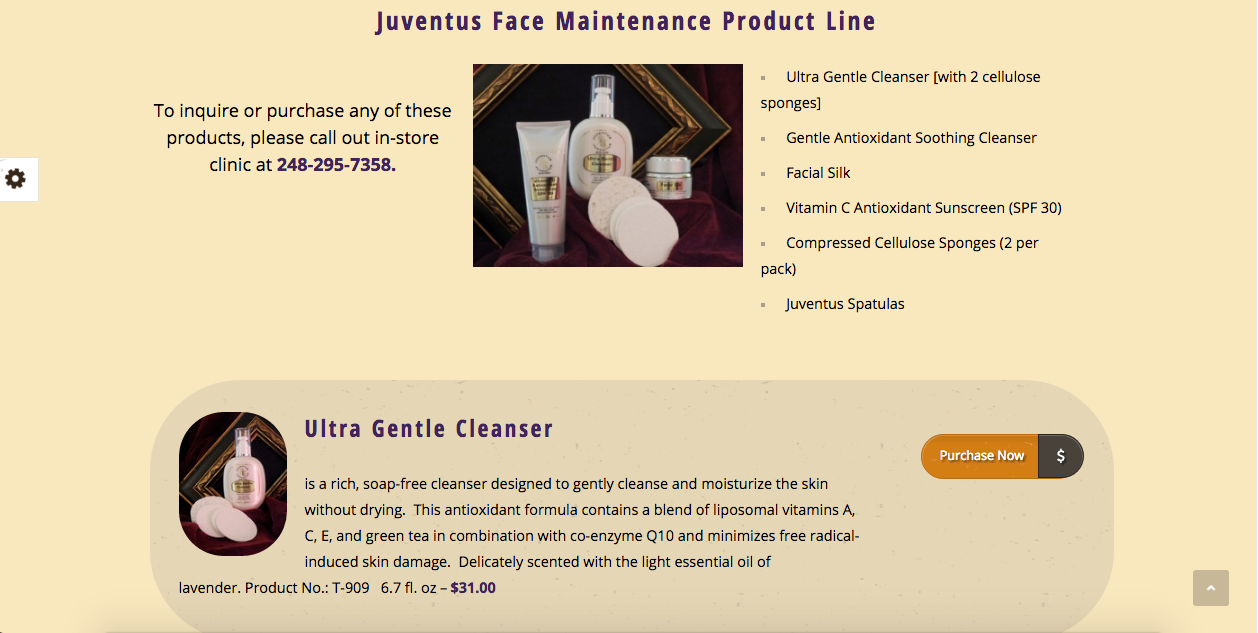 Juventus Face Maintenance Product Line
To inquire or purchase any of these
products, please call out in-store
clinic at 248-295-7358.
Ultra Gentle Cleanser [with 2 cellulose
sponges]
Gentle Antioxidant Soothing Cleanser
Facial Silk
Vitamin C Antioxidant Sunscreen (SPF 30)
Compressed Cellulose Sponges (2 per
pack)
Juventus Spatulas
Ultra Gentle Cleanser
Purchase Now $
is a rich, soap-free cleanser designed to gently cleanse and moisturize the skin
without drying.  This antioxidant formula contains a blend of liposomal vitamins A,
C, E, and green tea in combination with co-enzyme Q10 and minimizes free radical-
induced skin damage.  Delicately scented with the light essential oil of
lavender. Product No.: T-909   6.7 fl. oz – $31.00